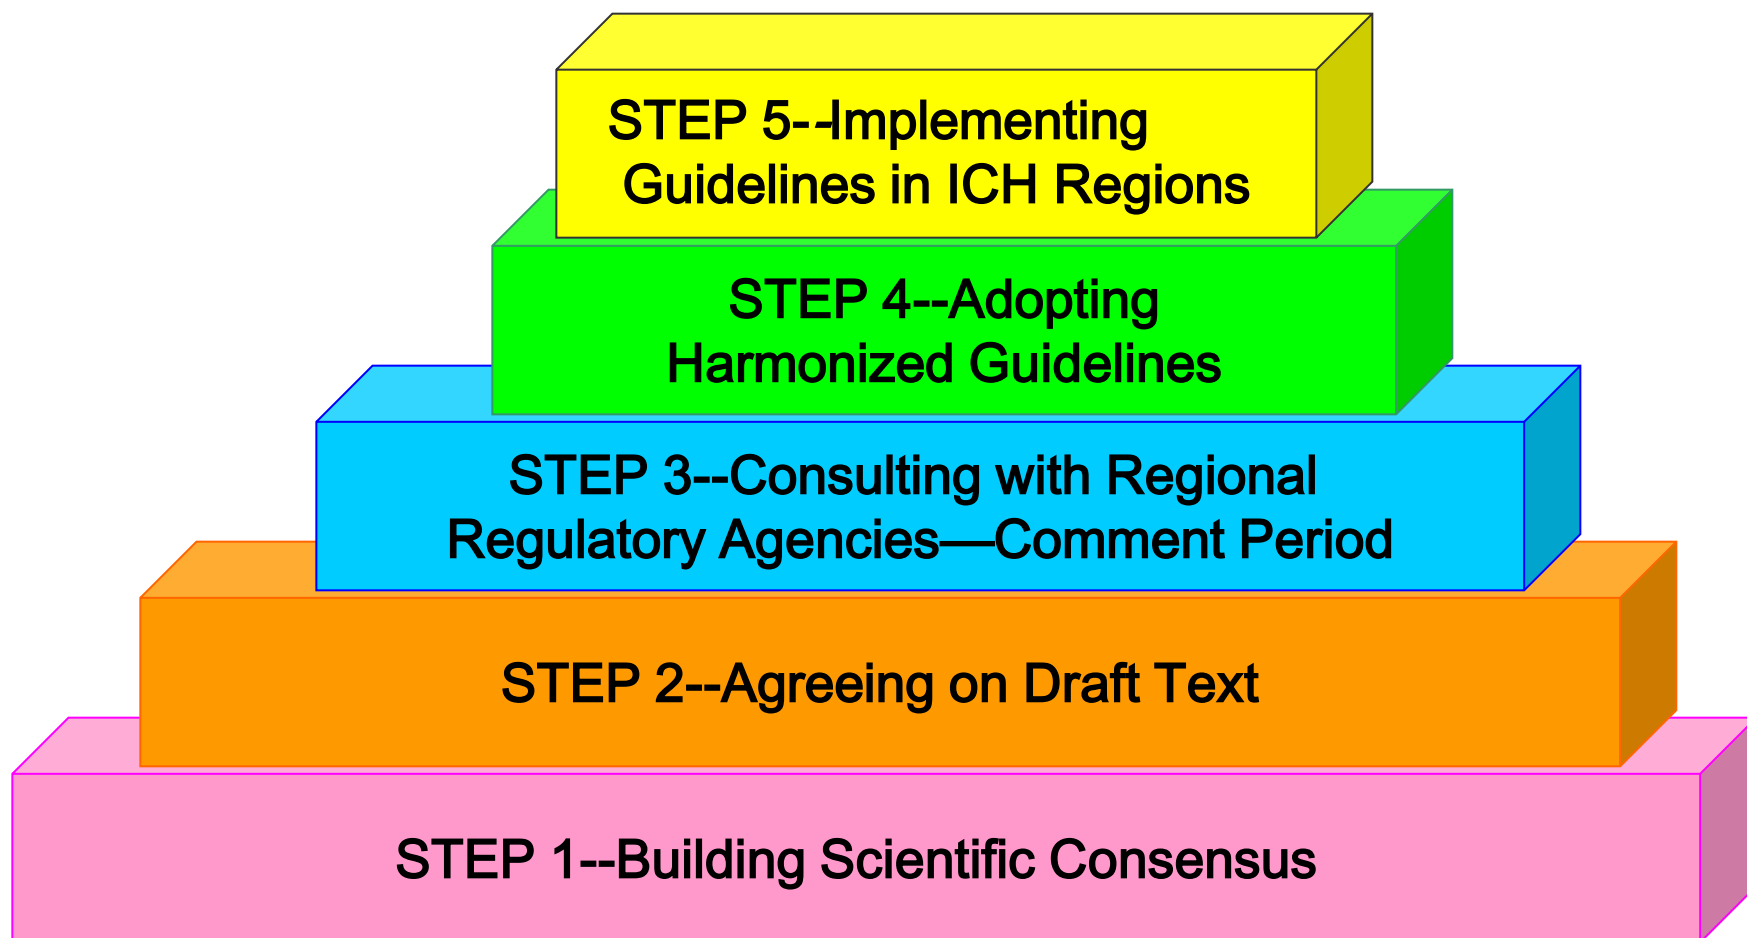 STEP 5--Implementing
Guidelines in ICH Regions
STEP 4--Adopting
Harmonized Guidelines
STEP 3--Consulting with Regional
Regulatory Agencies—Comment Period
STEP 2--Agreeing on Draft Text
STEP 1--Building Scientific Consensus